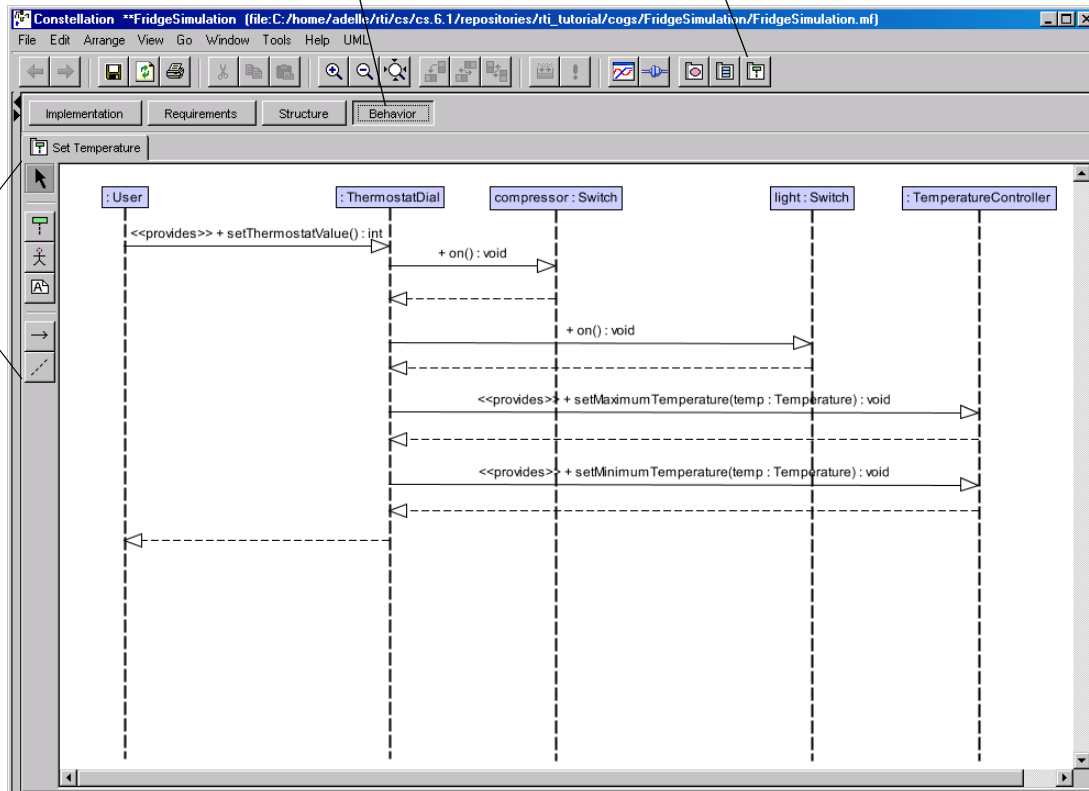 Constellation **FridgeSimulation (file:C:/home/adelle/rti/cs/cs.6.1/repositories/rti_tutorial/cogs/FridgeSimulation/FridgeSimulation.mf)
File Edit Arrange View Go Window Tools Help UML
Implementation Requirements Structure Behavior
Set Temperature
: User : ThermostatDial compressor : Switch light : Switch : TemperatureController
<<provides>> + setThermostatValue() : int
+ on() : void
+ on() : void
<<provides>> + setMaximumTemperature(temp : Temperature) : void
<<provides>> + setMinimumTemperature(temp : Temperature) : void